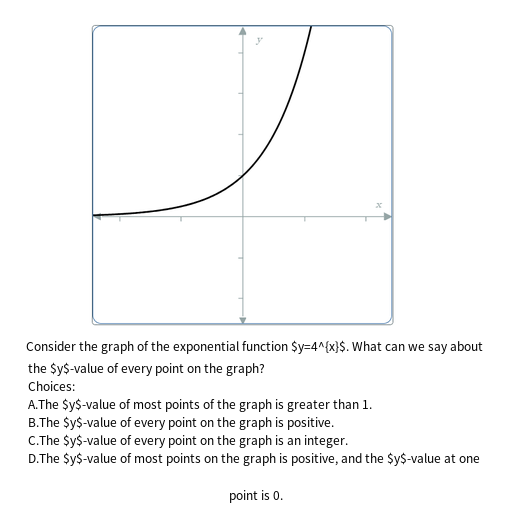 y
x
Consider the graph of the exponential function $y=4^{x}$. What can we say about
the $y$-value of every point on the graph?
Choices:
A.The $y$-value of most points of the graph is greater than 1.
B.The $y$-value of every point on the graph is positive.
C.The $y$-value of every point on the graph is an integer.
D.The $y$-value of most points on the graph is positive, and the $y$-value at one
point is 0.